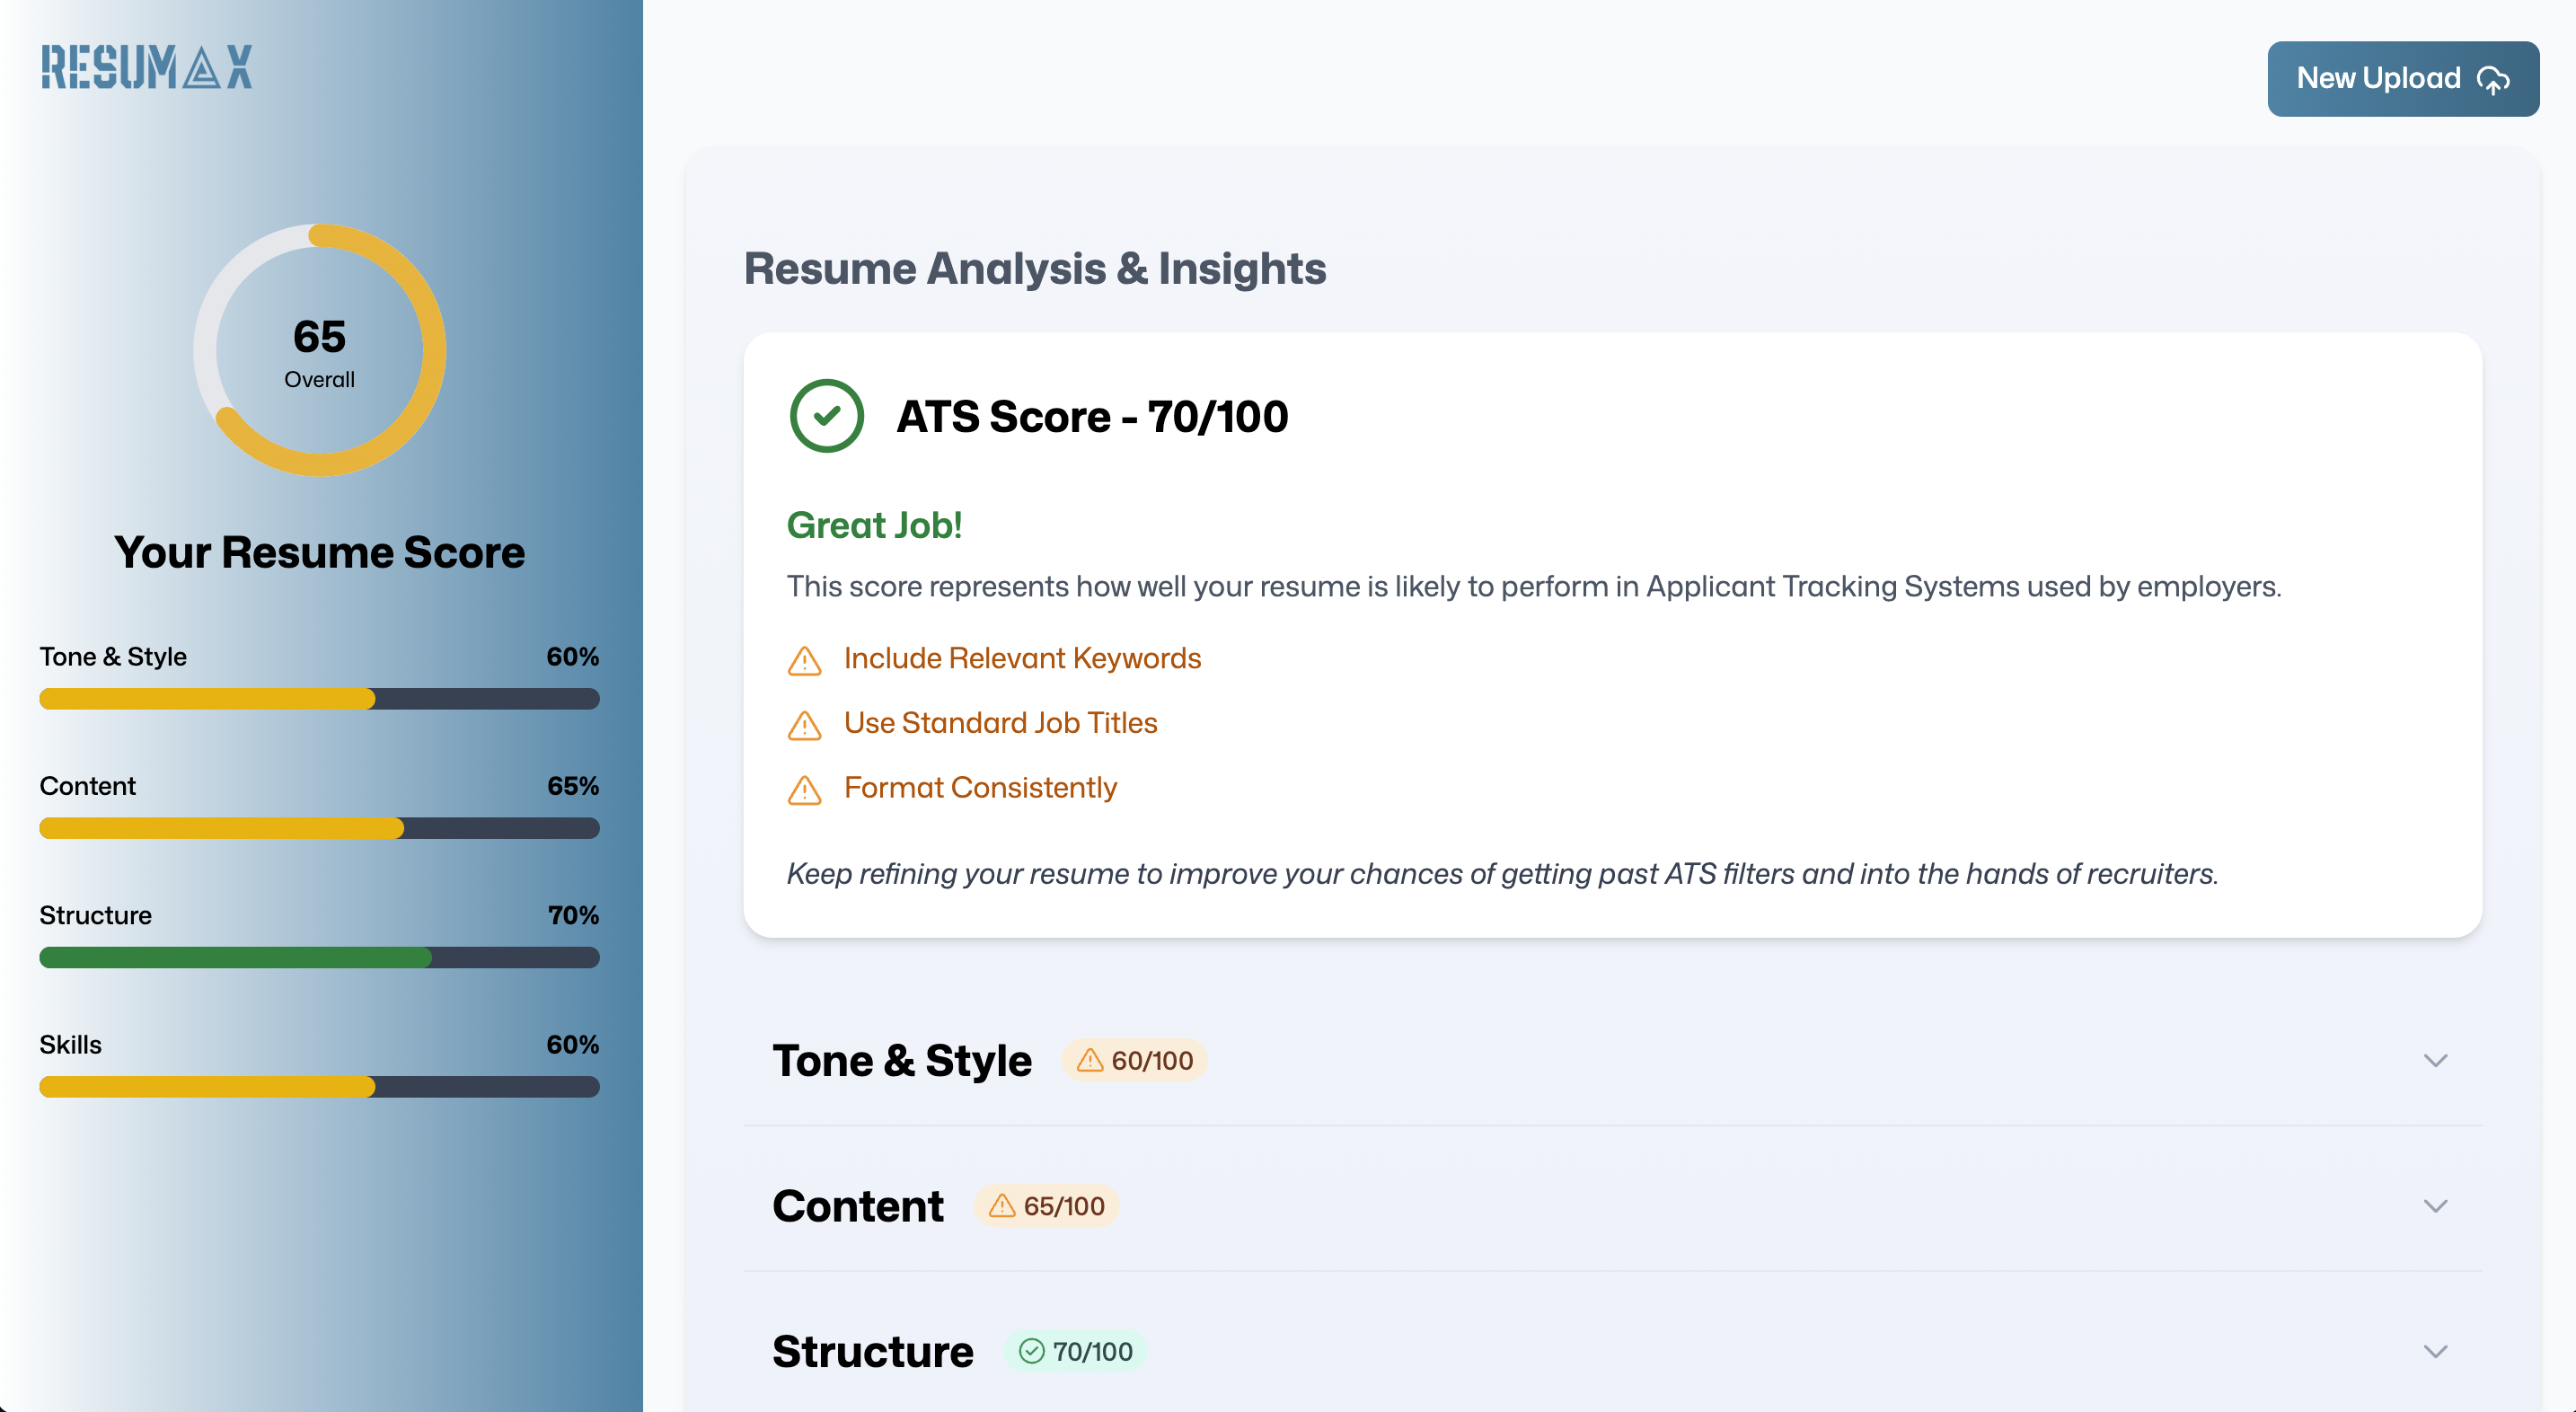 RESUMAX
65
Overall
Your Resume Score
Tone & Style 60%
Content 65%
Structure 70%
Skills 60%
New Upload
Resume Analysis & Insights
ATS Score - 70/100
Great Job!
This score represents how well your resume is likely to perform in Applicant Tracking Systems used by employers.
Include Relevant Keywords
Use Standard Job Titles
Format Consistently
Keep refining your resume to improve your chances of getting past ATS filters and into the hands of recruiters.
Tone & Style 60/100
Content 65/100
Structure 70/100